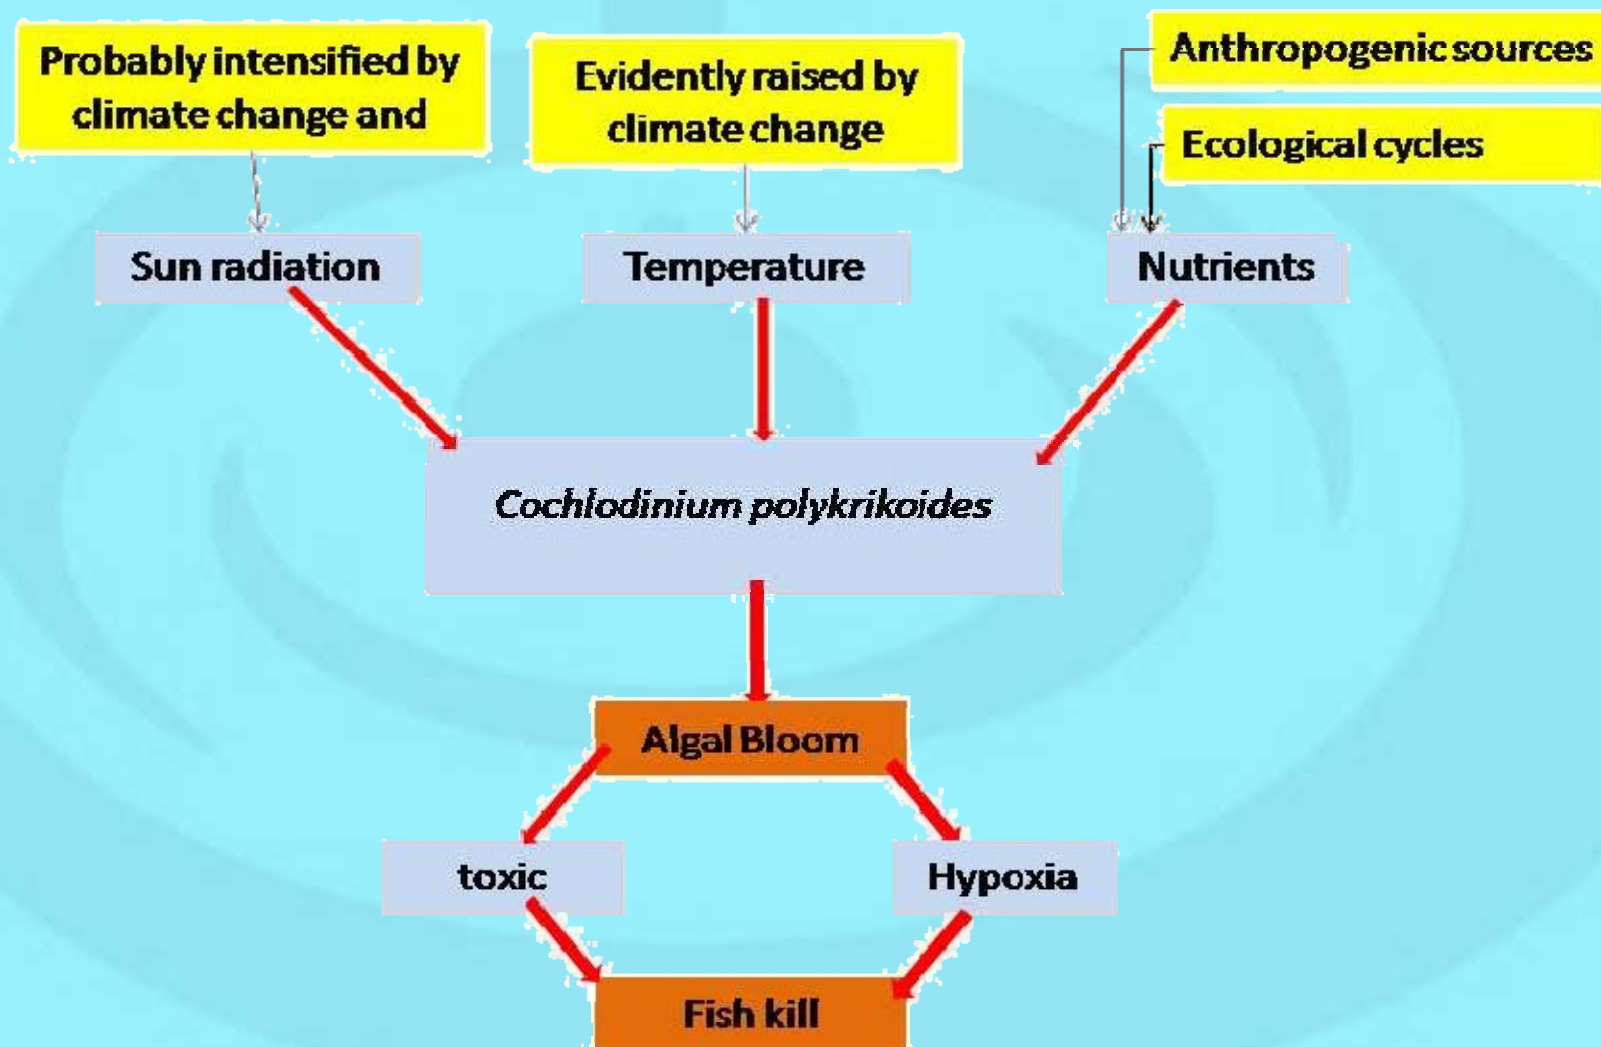 Probably intensified by
climate change and
Evidently raised by
climate change
Anthropogenic sources
Ecological cycles
Sun radiation
Temperature
Nutrients
Cochlodinium polykrikoides
Algal Bloom
toxic
Hypoxia
Fish kill